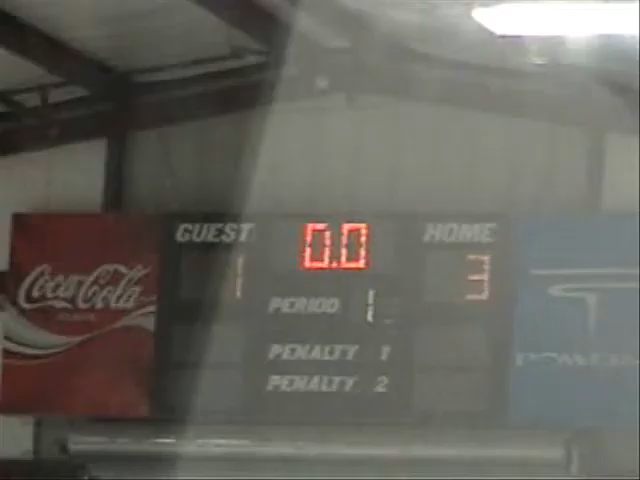 GUEST 0.0 HOME
1 3
Coca-Cola
PERIOD 1
PENALTY 1
PENALTY 2